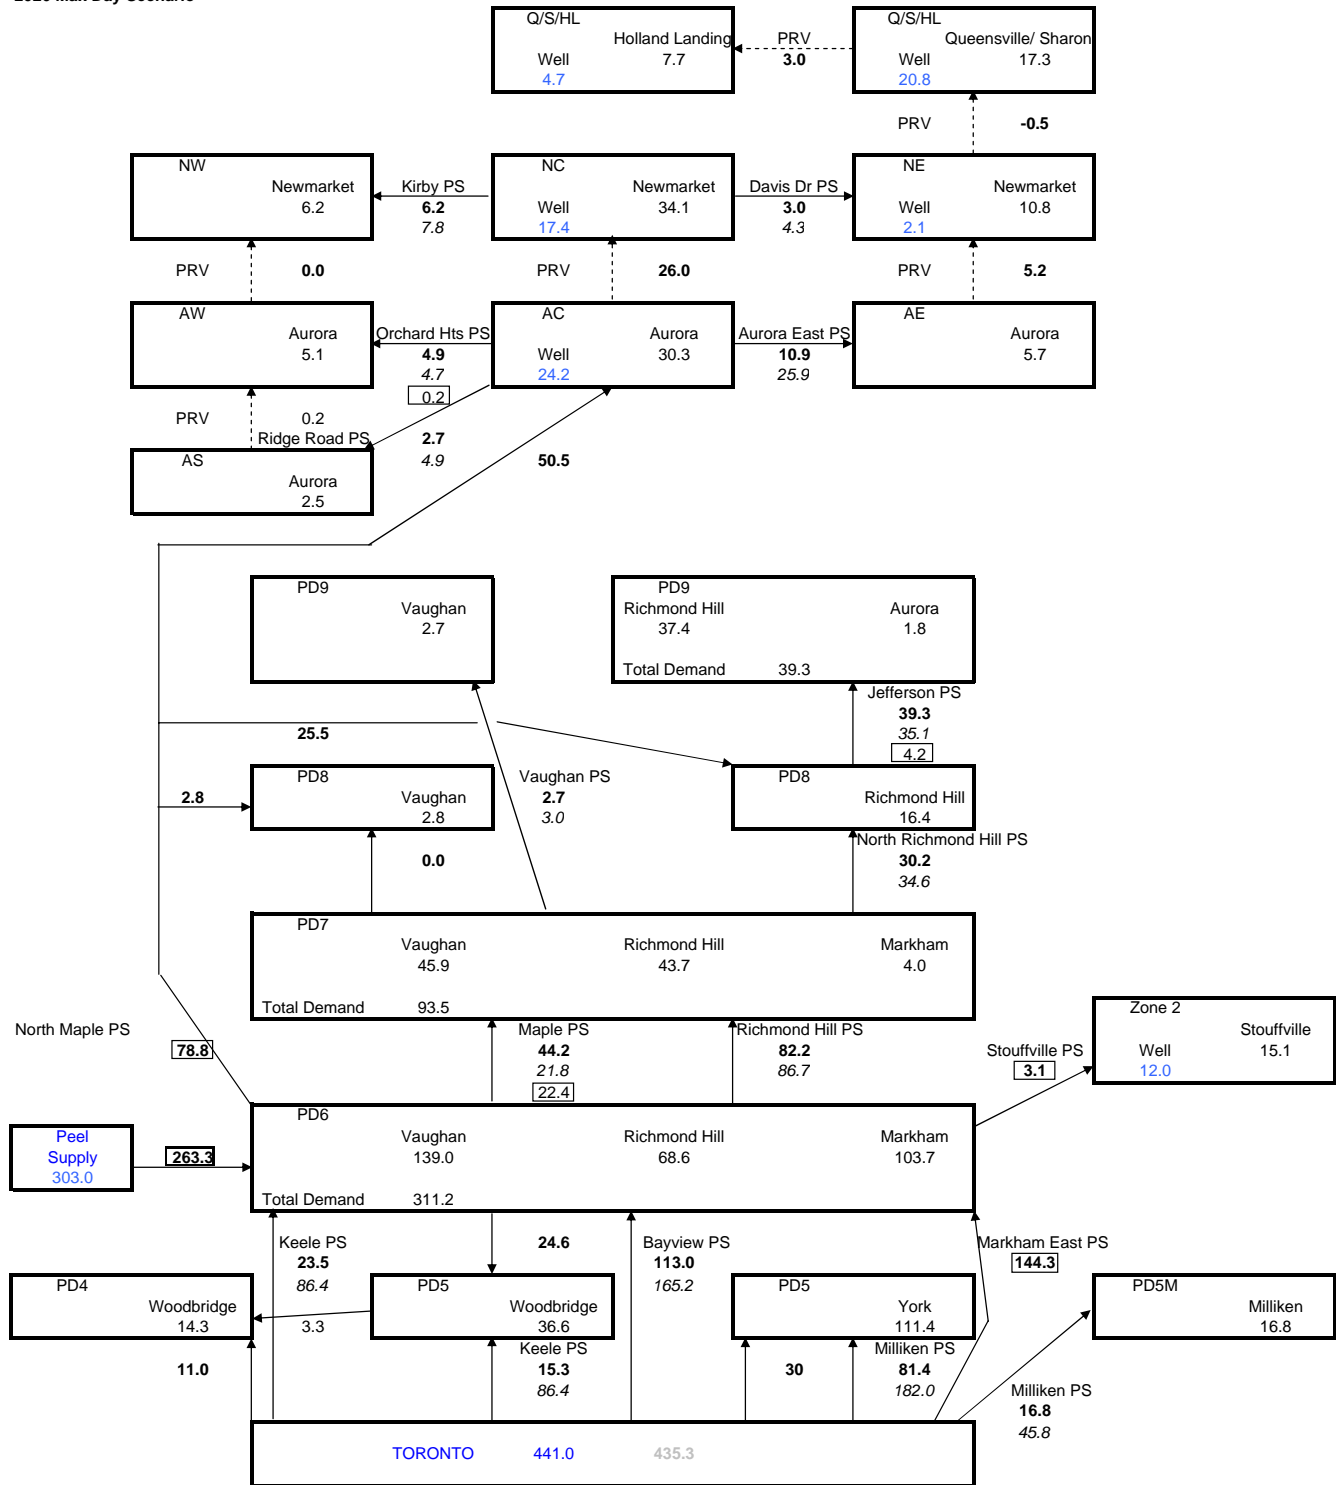 Q/S/HL
Holland Landing
Well 7.7
4.7
PRV
3.0
Q/S/HL
Queensville/ Sharon
Well 17.3
20.8
PRV -0.5
NW
Newmarket
6.2
Kirby PS
6.2
7.8
NC
Newmarket
Well 34.1
17.4
Davis Dr PS
3.0
4.3
NE
Newmarket
Well 10.8
2.1
PRV 0.0
PRV 26.0
PRV 5.2
AW
Aurora
5.1
Orchard Hts PS
4.9
4.7
0.2
AC
Aurora
Well 30.3
24.2
Aurora East PS
10.9
25.9
AE
Aurora
5.7
PRV 0.2
Ridge Road PS 2.7
4.9
50.5
AS
Aurora
2.5
PD9
Vaughan
2.7
PD9
Richmond Hill Aurora
37.4 1.8
Total Demand 39.3
Jefferson PS
39.3
35.1
4.2
25.5
2.8
PD8
Vaughan
2.8
Vaughan PS
2.7
3.0
PD8
Richmond Hill
16.4
0.0
North Richmond Hill PS
30.2
34.6
PD7
Vaughan Richmond Hill Markham
45.9 43.7 4.0
Total Demand 93.5
North Maple PS
78.8
Maple PS
44.2
21.8
22.4
Richmond Hill PS
82.2
86.7
Stouffville PS
3.1
Zone 2
Stouffville
Well 15.1
12.0
Peel
Supply
303.0
263.3
PD6
Vaughan Richmond Hill Markham
139.0 68.6 103.7
Total Demand 311.2
Keele PS
23.5
86.4
24.6
Bayview PS
113.0
165.2
Markham East PS
144.3
PD4
Woodbridge
14.3
3.3
PD5
Woodbridge
36.6
PD5
York
111.4
PD5M
Milliken
16.8
11.0
Keele PS
15.3
86.4
30
Milliken PS
81.4
182.0
Milliken PS
16.8
45.8
TORONTO 441.0 435.3